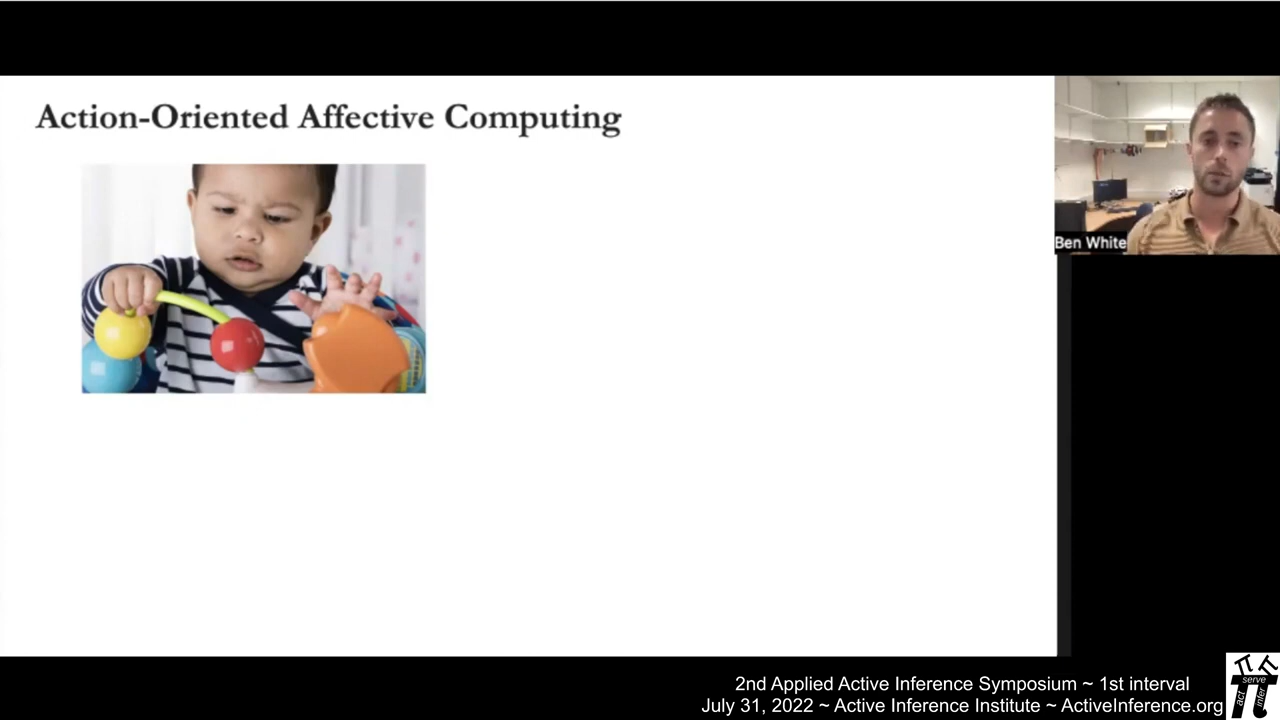 Action-Oriented Affective Computing
Ben White
2nd Applied Active Inference Symposium ~ 1st interval
July 31, 2022 ~ Active Inference Institute ~ ActiveInference.org
serve
act
infer